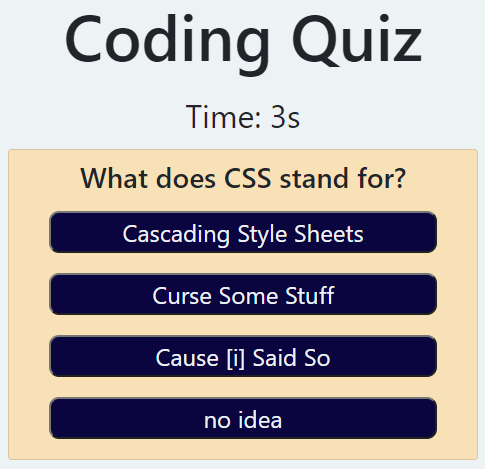 Coding Quiz
Time: 3s
What does CSS stand for?
Cascading Style Sheets
Curse Some Stuff
Cause [i] Said So
no idea